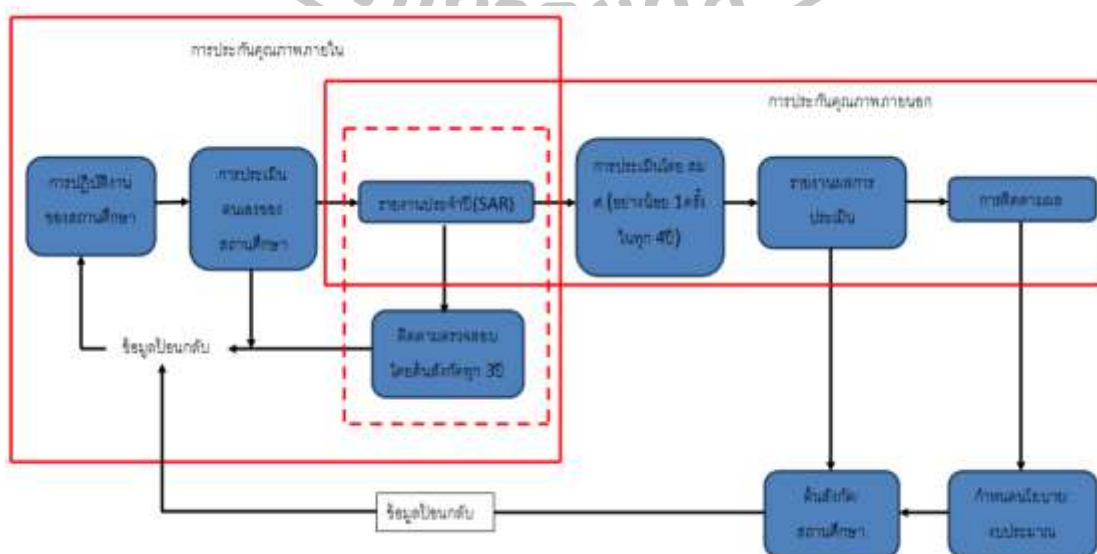 การประกันคุณภาพภายใน
การประกันคุณภาพภายนอก
การปฏิบัติงาน
ของสถานศึกษา
การประเมิน
ตนเองของ
สถานศึกษา
รายงานประจำปี(SAR)
การประเมินโดย สม
ศ (อย่างน้อย 1ครั้ง
ในทุก 4ปี)
รายงานผลการ
ประเมิน
การติดตามผล
ติดตามตรวจสอบ
โดยต้นสังกัดทุก 3ปี
ข้อมูลป้อนกลับ
ข้อมูลป้อนกลับ
ต้นสังกัด
สถานศึกษา
กำหนดนโยบาย
งบประมาณ